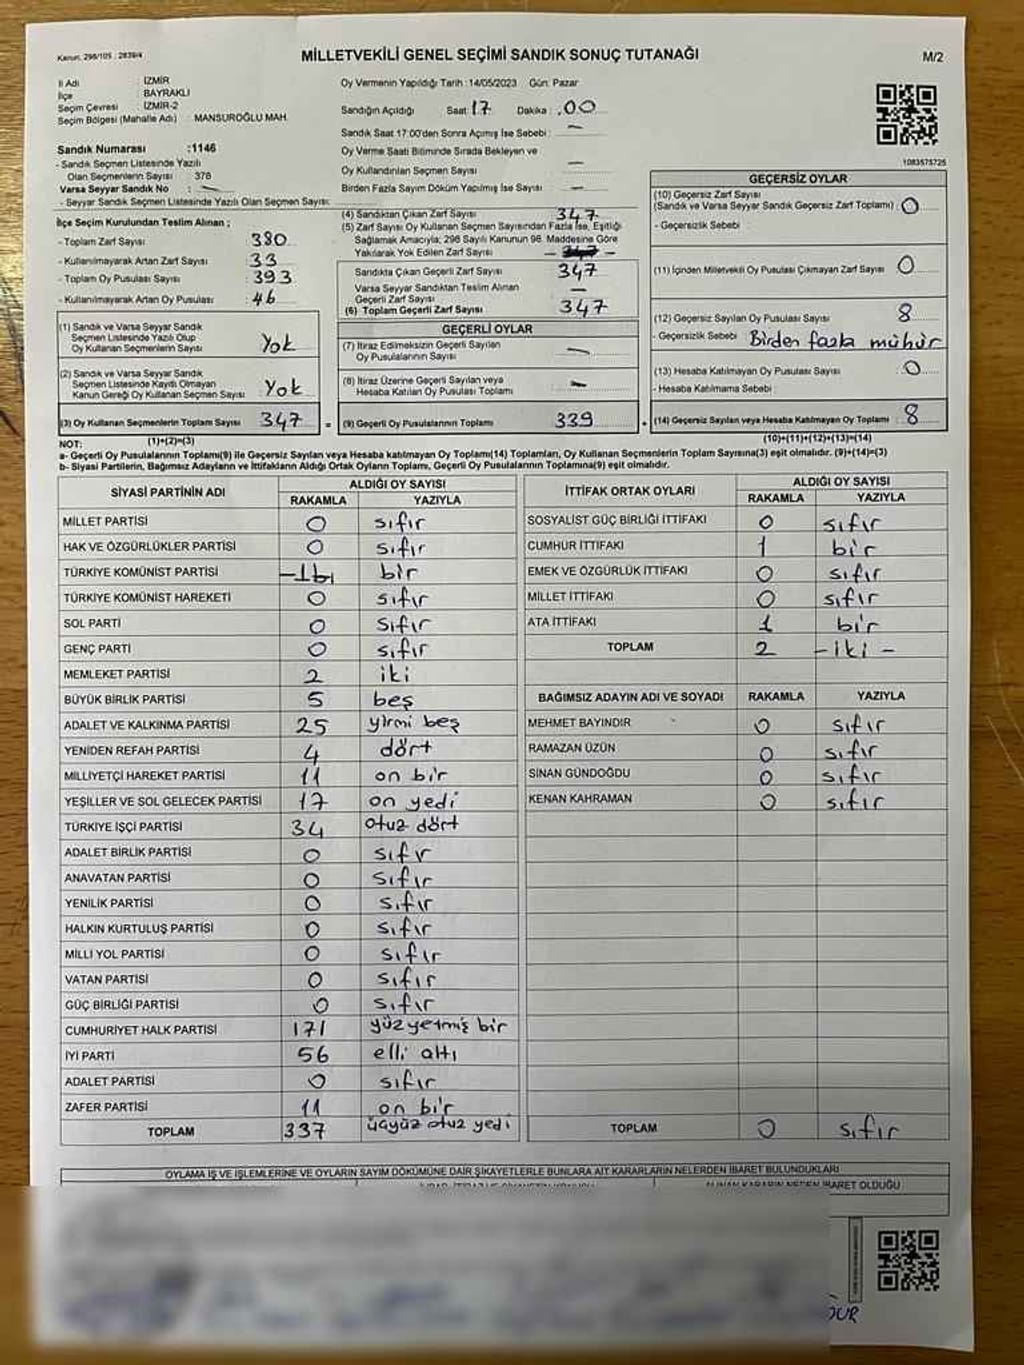 Kanun: 298/105 : 2839/4
MİLLETVEKİLİ GENEL SEÇİMİ SANDIK SONUÇ TUTANAĞI
M/2
İl Adı : İZMİR
İlçe : BAYRAKLI
Seçim Çevresi : İZMİR-2
Seçim Bölgesi (Mahalle Adı) : MANSUROĞLU MAH.
Oy Vermenin Yapıldığı Tarih : 14/05/2023 Gün: Pazar
Sandığın Açıldığı Saat : 17 Dakika : 00
Sandık Saat 17:00'den Sonra Açımış İse Sebebi : —
Oy Verme Saati Bitiminde Sırada Bekleyen ve
Oy Kullandırılan Seçmen Sayısı : —
Birden Fazla Sayım Döküm Yapılmış İse Sayısı : —
1083575725
Sandık Numarası :1146
- Sandık Seçmen Listesinde Yazılı
Olan Seçmenlerin Sayısı : 378
Varsa Seyyar Sandık No : —
- Seyyar Sandık Seçmen Listesinde Yazılı Olan Seçmen Sayısı:
İlçe Seçim Kurulundan Teslim Alınan ;
- Toplam Zarf Sayısı : 380
- Kullanılmayarak Artan Zarf Sayısı : 33
- Toplam Oy Pusulası Sayısı : 393
- Kullanılmayarak Artan Oy Pusulası : 46
(1) Sandık ve Varsa Seyyar Sandık
Seçmen Listesinde Yazılı Olup
Oy Kullanan Seçmenlerin Sayısı Yok
(2) Sandık ve Varsa Seyyar Sandık
Seçmen Listesinde Kayıtlı Olmayan
Kanun Gereği Oy Kullanan Seçmen Sayısı Yok
(3) Oy Kullanan Seçmenlerin Toplam Sayısı 347
(4) Sandıktan Çıkan Zarf Sayısı 347
(5) Zarf Sayısı Oy Kullanan Seçmen Sayısından Fazla İse, Eşitliği
Sağlamak Amacıyla; 298 Sayılı Kanunun 98. Maddesine Göre
Yakılarak Yok Edilen Zarf Sayısı
Sandıkta Çıkan Geçerli Zarf Sayısı 347
Varsa Seyyar Sandıktan Teslim Alınan
Geçerli Zarf Sayısı —
(6) Toplam Geçerli Zarf Sayısı 347
GEÇERLİ OYLAR
(7) İtiraz Edilmeksizin Geçerli Sayılan
Oy Pusulalarının Sayısı —
(8) İtiraz Üzerine Geçerli Sayılan veya
Hesaba Katılan Oy Pusulası Toplamı —
= (9) Geçerli Oy Pusulalarının Toplamı 339
GEÇERSİZ OYLAR
(10) Geçersiz Zarf Sayısı
(Sandık ve Varsa Seyyar Sandık Geçersiz Zarf Toplamı) : 0
- Geçersizlik Sebebi :
(11) İçinden Milletvekili Oy Pusulası Çıkmayan Zarf Sayısı : 0
(12) Geçersiz Sayılan Oy Pusulası Sayısı : 8
- Geçersizlik Sebebi : Birden fazla mühür
(13) Hesaba Katılmayan Oy Pusulası Sayısı : 0
- Hesaba Katılmama Sebebi :
+ (14) Geçersiz Sayılan veya Hesaba Katılmayan Oy Toplamı 8
NOT: (1)+(2)=(3) (10)+(11)+(12)+(13)=(14)
a- Geçerli Oy Pusulalarının Toplamı(9) ile Geçersiz Sayılan veya Hesaba katılmayan Oy Toplamı(14) Toplamları, Oy Kullanan Seçmenlerin Toplam Sayısına(3) eşit olmalıdır. (9)+(14)=(3)
b- Siyasi Partilerin, Bağımsız Adayların ve İttifakların Aldığı Ortak Oyların Toplamı, Geçerli Oy Pusulalarının Toplamına(9) eşit olmalıdır.
SİYASİ PARTİNİN ADI ALDIĞI OY SAYISI
RAKAMLA YAZIYLA
MİLLET PARTİSİ 0 sıfır
HAK VE ÖZGÜRLÜKLER PARTİSİ 0 sıfır
TÜRKİYE KOMÜNİST PARTİSİ bir
TÜRKİYE KOMÜNİST HAREKETİ 0 sıfır
SOL PARTİ 0 sıfır
GENÇ PARTİ 0 sıfır
MEMLEKET PARTİSİ 2 iki
BÜYÜK BİRLİK PARTİSİ 5 beş
ADALET VE KALKINMA PARTİSİ 25 yirmi beş
YENİDEN REFAH PARTİSİ 4 dört
MİLLİYETÇİ HAREKET PARTİSİ 11 on bir
YEŞİLLER VE SOL GELECEK PARTİSİ 17 on yedi
TÜRKİYE İŞÇİ PARTİSİ 34 otuz dört
ADALET BİRLİK PARTİSİ 0 sıfr
ANAVATAN PARTİSİ 0 sıfır
YENİLİK PARTİSİ 0 sıfır
HALKIN KURTULUŞ PARTİSİ 0 sıfır
MİLLİ YOL PARTİSİ 0 sıfır
VATAN PARTİSİ 0 sıfır
GÜÇ BİRLİĞİ PARTİSİ 0 sıfır
CUMHURİYET HALK PARTİSİ 171 yüz yetmiş bir
İYİ PARTİ 56 elli altı
ADALET PARTİSİ 0 sıfır
ZAFER PARTİSİ 11 on bir
TOPLAM 337 üçyüz otuz yedi
İTTİFAK ORTAK OYLARI ALDIĞI OY SAYISI
RAKAMLA YAZIYLA
SOSYALİST GÜÇ BİRLİĞİ İTTİFAKI 0 sıfır
CUMHUR İTTİFAKI 1 bir
EMEK VE ÖZGÜRLÜK İTTİFAKI 0 sıfır
MİLLET İTTİFAKI 0 sıfır
ATA İTTİFAKI 1 bir
TOPLAM 2 - iki -
BAĞIMSIZ ADAYIN ADI VE SOYADI RAKAMLA YAZIYLA
MEHMET BAYINDIR 0 sıfır
RAMAZAN ÜZÜN 0 sıfır
SİNAN GÜNDOĞDU 0 sıfır
KENAN KAHRAMAN 0 sıfır
TOPLAM 0 sıfır
OYLAMA İŞ VE İŞLEMLERİNE VE OYLARIN SAYIM DÖKÜMÜNE DAİR ŞİKAYETLERLE BUNLARA AİT KARARLARIN NELERDEN İBARET BULUNDUKLARI
ALINAN KARARIN NEDEN İBARET OLDUĞU